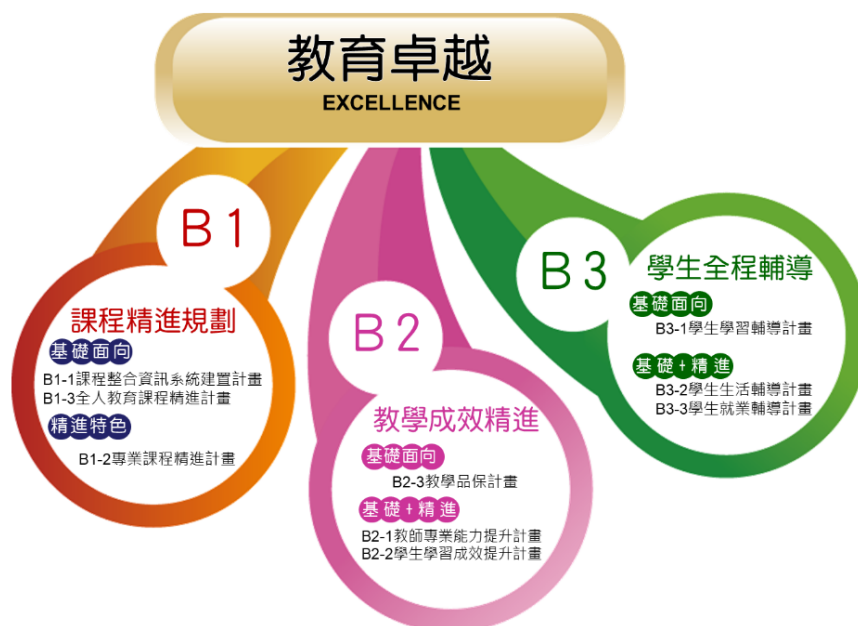 教育卓越
EXCELLENCE
B1
課程精進規劃
基礎面向
B1-1課程整合資訊系統建置計畫
B1-3全人教育課程精進計畫
精進特色
B1-2專業課程精進計畫
B2
教學成效精進
基礎面向
B2-3教學品保計畫
基礎+精進
B2-1教師專業能力提升計畫
B2-2學生學習成效提升計畫
B3
學生全程輔導
基礎面向
B3-1學生學習輔導計畫
基礎+精進
B3-2學生生活輔導計畫
B3-3學生就業輔導計畫